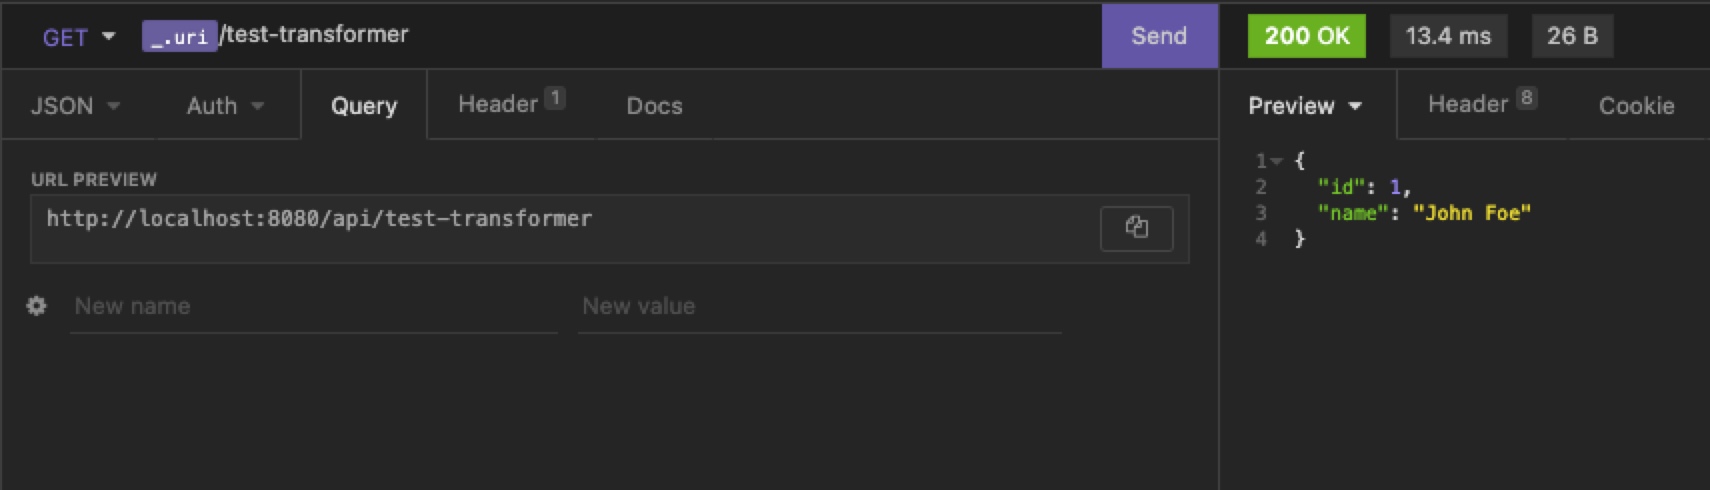 GET _.uri/test-transformer Send 200 OK 13.4 ms 26 B
JSON Auth Query Header 1 Docs Preview Header 8 Cookie
URL PREVIEW
http://localhost:8080/api/test-transformer
New name New value
1 {
2 "id": 1,
3 "name": "John Foe"
4 }